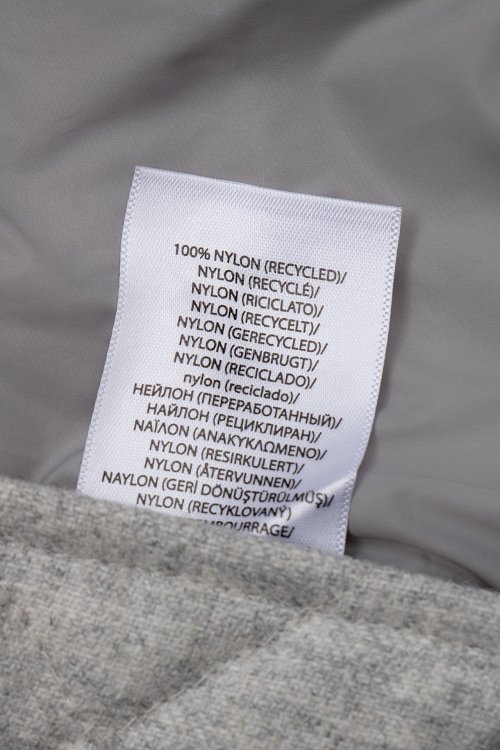 100% NYLON (RECYCLED)/
NYLON (RECYCLÉ)/
NYLON (RICICLATO)/
NYLON (RECYCELT)/
NYLON (GERECYCLED)/
NYLON (GENBRUGT)/
NYLON (RECICLADO)/
nylon (reciclado)/
НЕЙЛОН (ПЕРЕРАБОТАННЫЙ)/
НАЙЛОН (РЕЦИКЛИРАН)/
ΝΑΪΛΟΝ (ΑΝΑΚΥΚΛΩΜΕΝΟ)/
NYLON (RESIRKULERT)/
NYLON (ÅTERVUNNEN)/
NAYLON (GERİ DÖNÜŞTÜRÜLMÜŞ)/
NYLON (RECYKLOVANÝ)